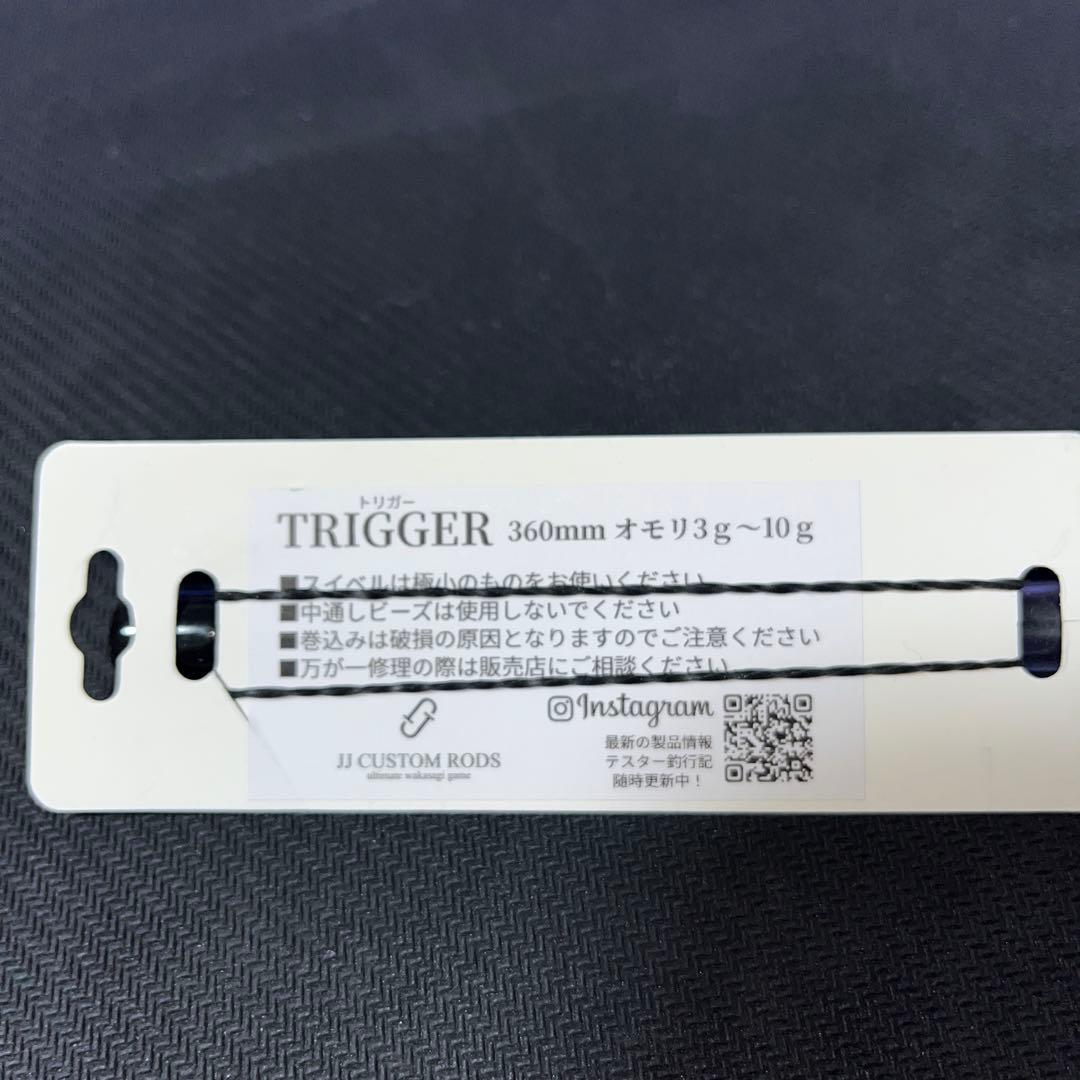 トリガー
TRIGGER 360mm オモリ3g～10g
■スイベルは極小のものをお使いください
■中通しビーズは使用しないでください
■巻込みは破損の原因となりますのでご注意ください
■万が一修理の際は販売店にご相談ください
Instagram
最新の製品情報
テスター釣行記
随時更新中！
JJ CUSTOM RODS
ultimate wakasagi game